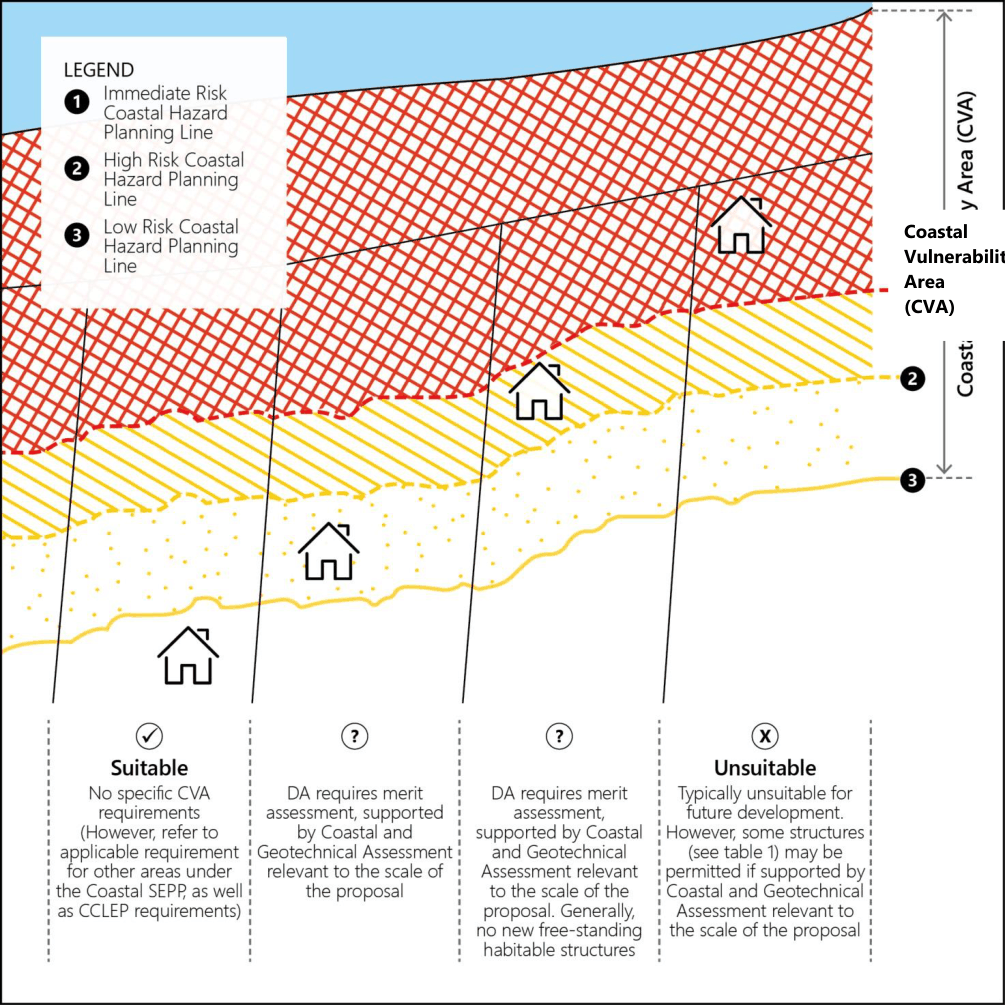 LEGEND
1 Immediate Risk
Coastal Hazard
Planning Line
2 High Risk Coastal
Hazard Planning
Line
3 Low Risk Coastal
Hazard Planning
Line
y Area (CVA)
Coastal
Vulnerabilit
Area
(CVA)
Coast
2
3
✓
Suitable
No specific CVA
requirements
(However, refer to
applicable requirement
for other areas under
the Coastal SEPP, as well
as CCLEP requirements)
?
DA requires merit
assessment, supported
by Coastal and
Geotechnical Assessment
relevant to the scale of
the proposal
?
DA requires merit
assessment,
supported by Coastal
and Geotechnical
Assessment relevant
to the scale of the
proposal. Generally,
no new free-standing
habitable structures
X
Unsuitable
Typically unsuitable for
future development.
However, some structures
(see table 1) may be
permitted if supported by
Coastal and Geotechnical
Assessment relevant to
the scale of the proposal